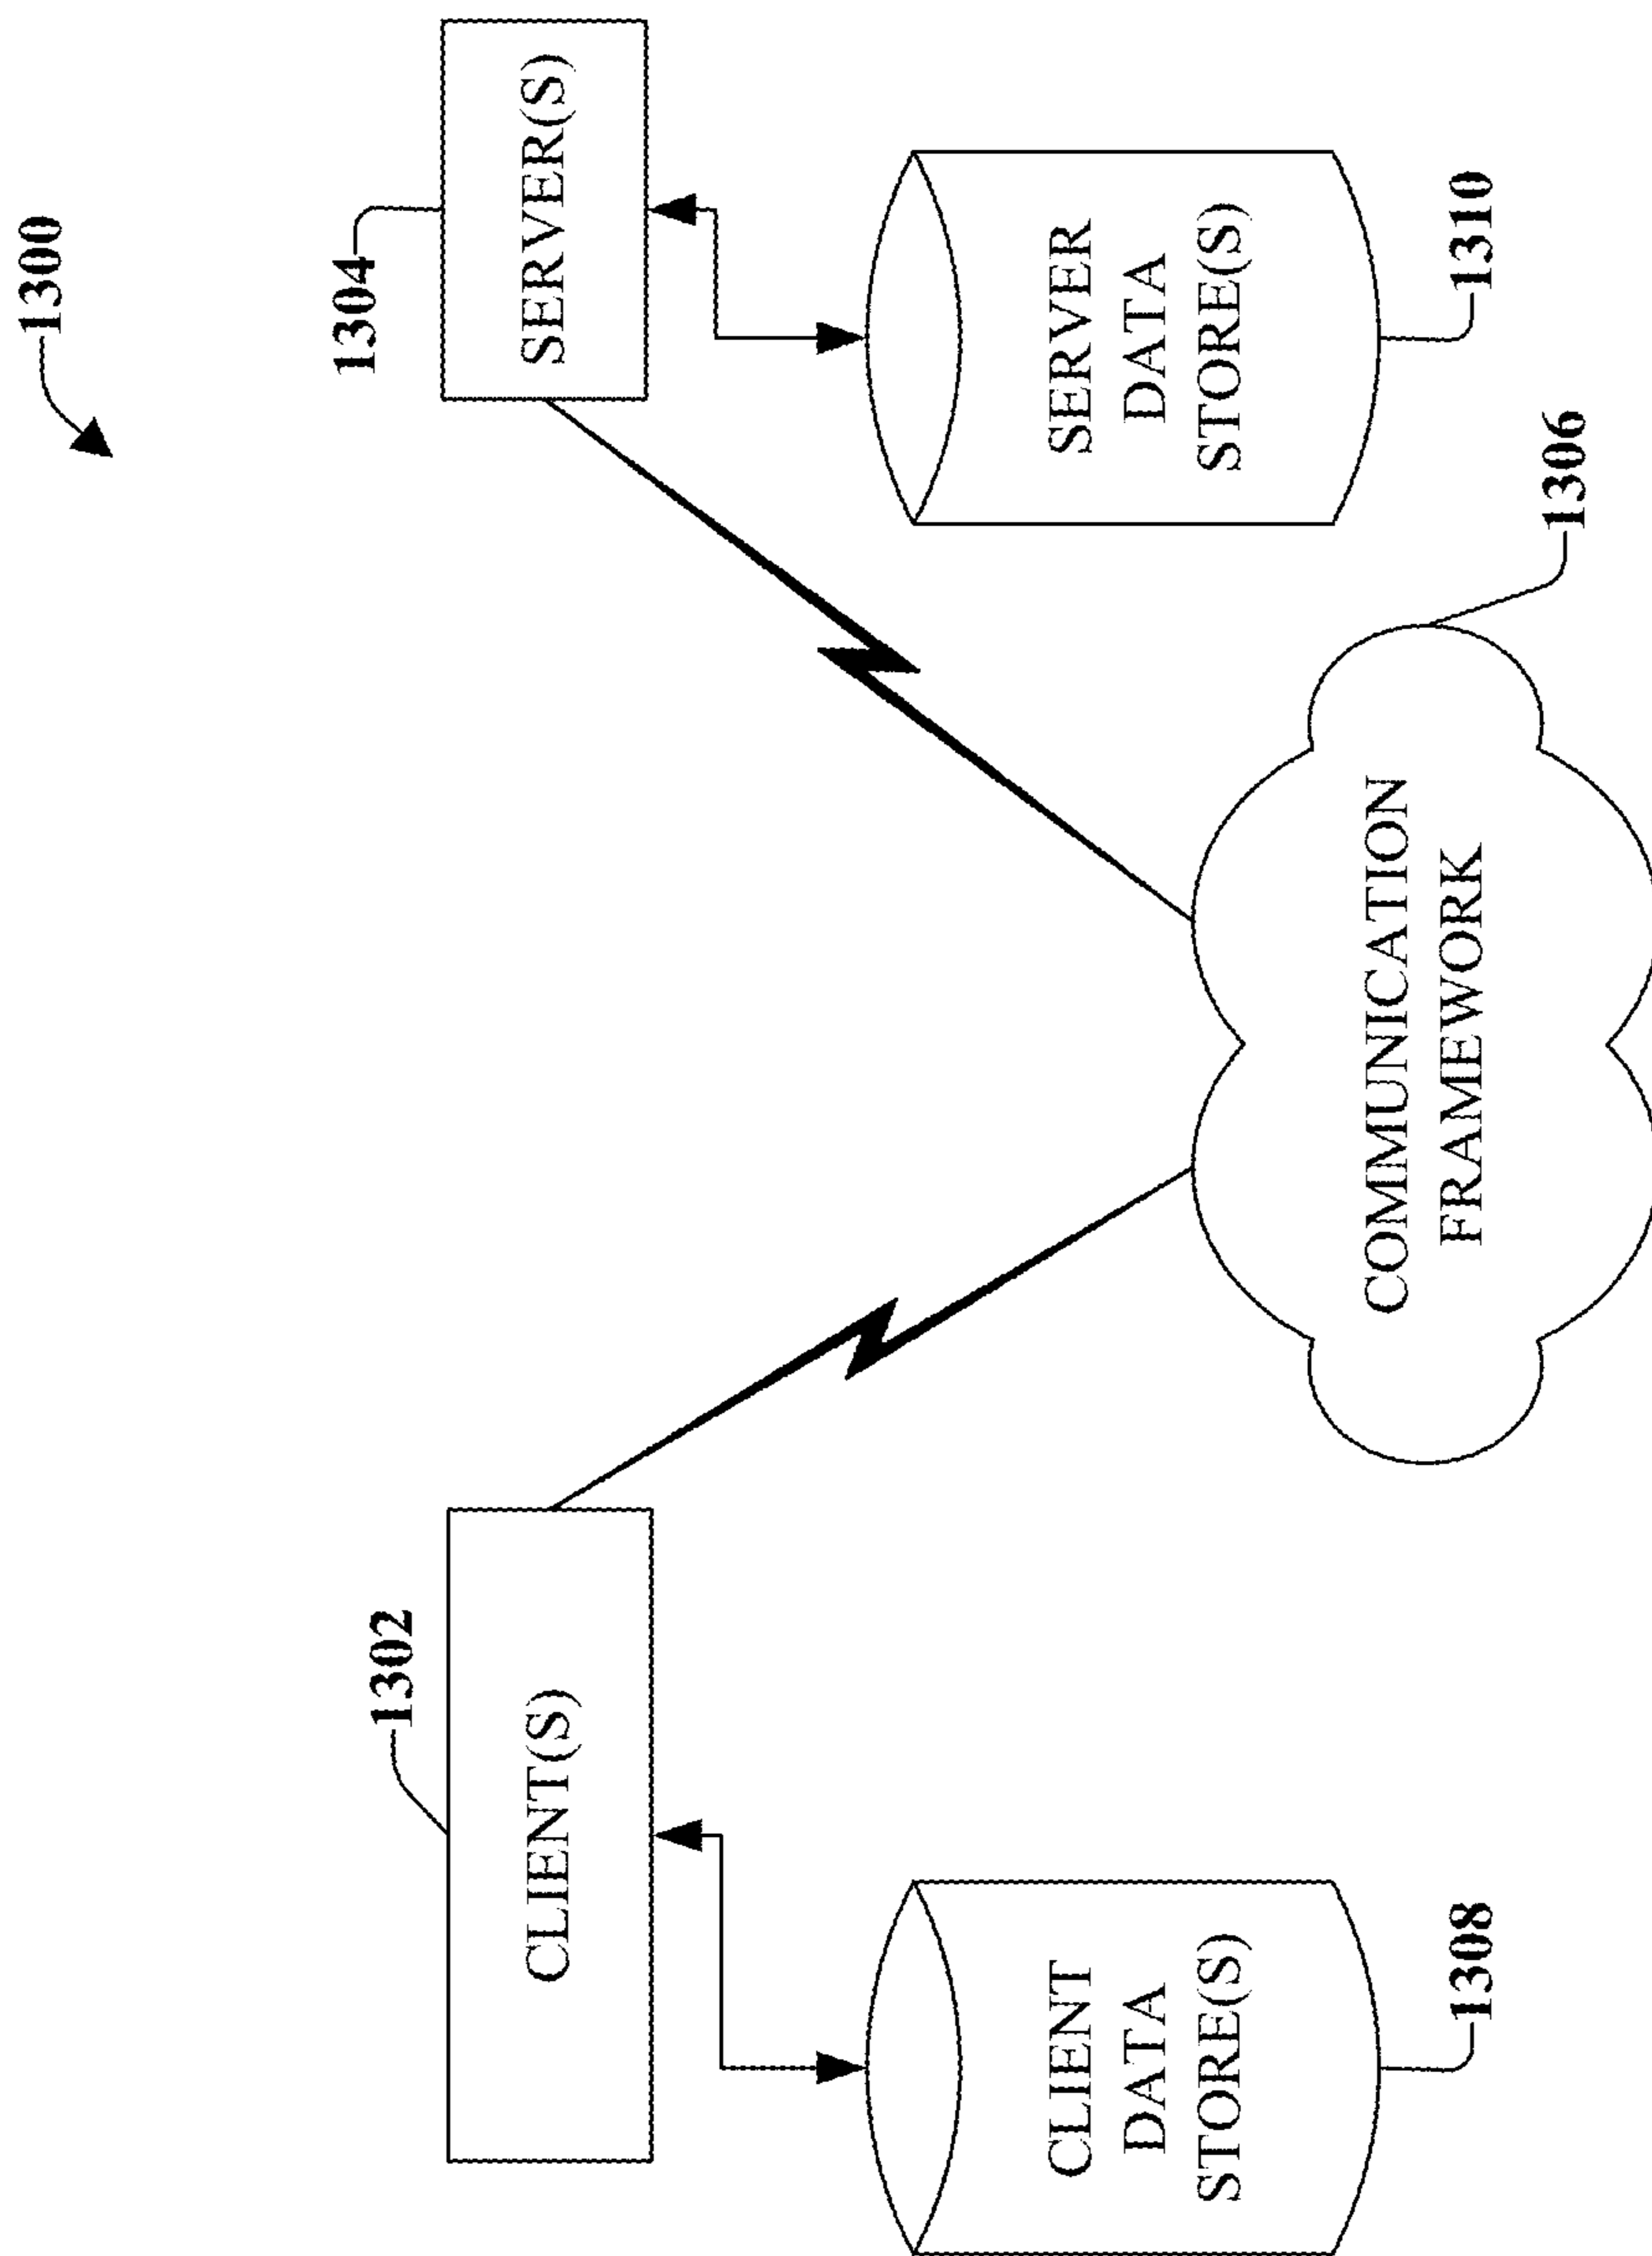 1300
1302
1304
CLIENT(S)
SERVER(S)
CLIENT
DATA
STORE(S)
SERVER
DATA
STORE(S)
COMMUNICATION
FRAMEWORK
1308
1310
1306